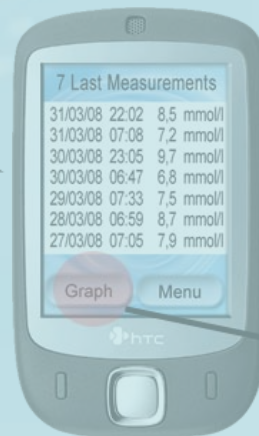 7 Last Measurements
31/03/08 22:02 8,5 mmol/l
31/03/08 07:08 7,2 mmol/l
30/03/08 23:05 9,7 mmol/l
30/03/08 06:47 6,8 mmol/l
29/03/08 07:33 7,5 mmol/l
28/03/08 06:59 8,7 mmol/l
27/03/08 07:05 7,9 mmol/l
Graph Menu
hTC